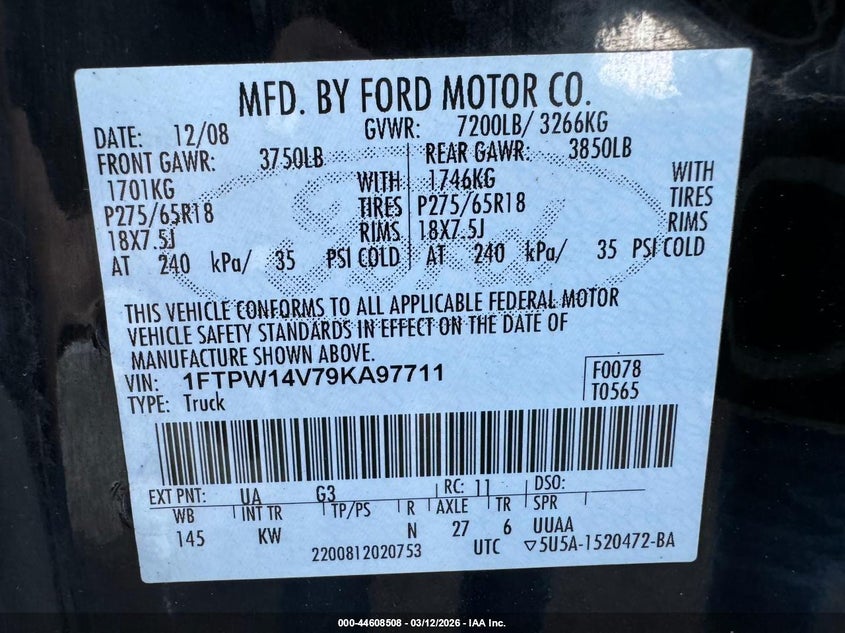 MFD. BY FORD MOTOR CO.
DATE: 12/08 GVWR: 7200LB/ 3266KG
FRONT GAWR: 3750LB REAR GAWR: 3850LB
1701KG WITH 1746KG WITH
P275/65R18 TIRES P275/65R18 TIRES
18X7.5J RIMS 18X7.5J RIMS
AT 240 kPa/ 35 PSI COLD AT 240 kPa/ 35 PSI COLD
THIS VEHICLE CONFORMS TO ALL APPLICABLE FEDERAL MOTOR
VEHICLE SAFETY STANDARDS IN EFFECT ON THE DATE OF
MANUFACTURE SHOWN ABOVE.
VIN: 1FTPW14V79KA97711 F0078
TYPE: Truck T0565
EXT PNT: UA G3 RC: 11 DSO:
WB INT TR TP/PS R AXLE TR SPR
145 KW N 27 6 UUAA
2200812020753 UTC ▽5U5A-1520472-BA
000-44608508 - 03/12/2026 - IAA Inc.